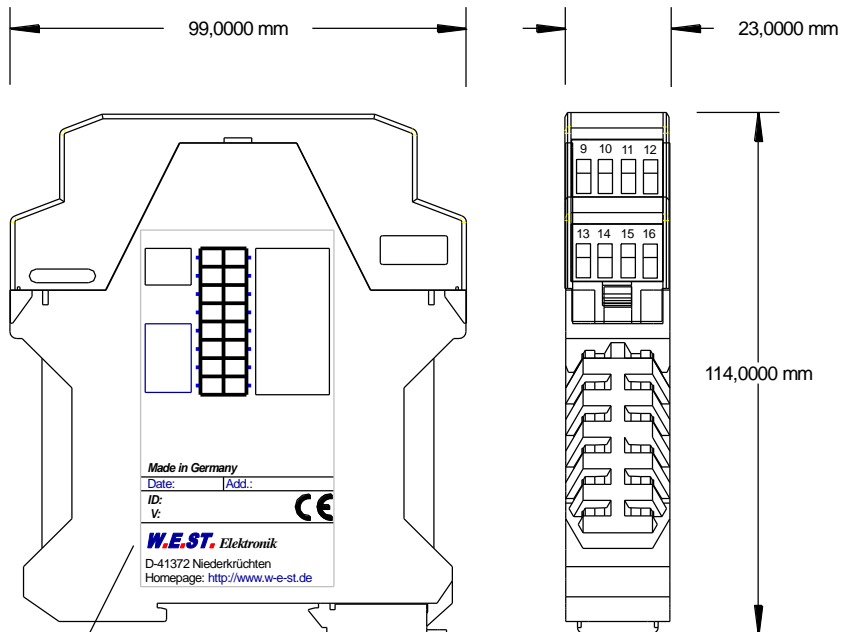 99,0000 mm
23,0000 mm
9 10 11 12
13 14 15 16
114,0000 mm
Made in Germany
Date: Add.:
ID:
V:
CE
W.E.ST. Elektronik
D-41372 Niederkrüchten
Homepage: http://www.w-e-st.de